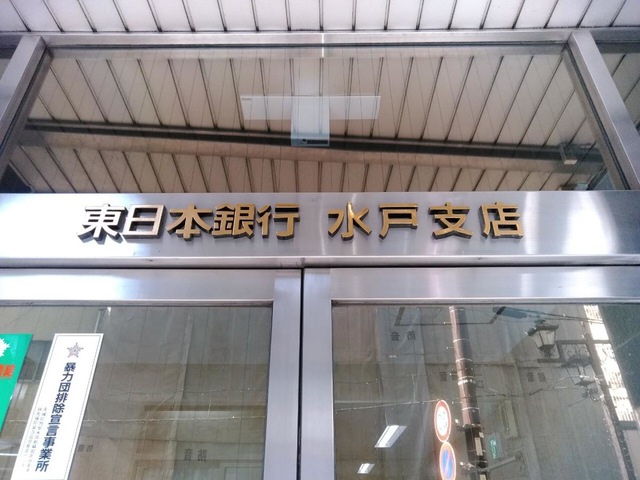 東日本銀行 水戸支店
暴力団排除宣言事業所